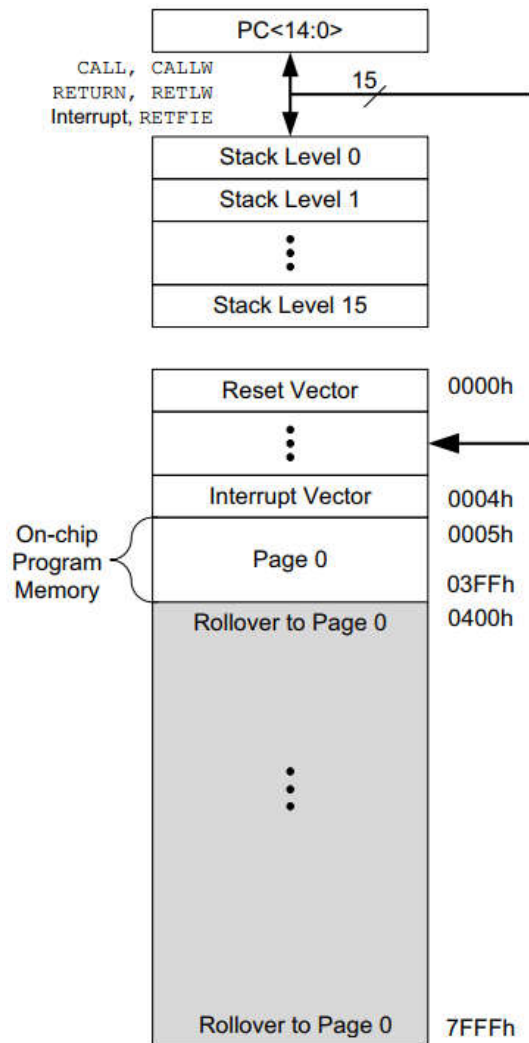 PC<14:0>
CALL, CALLW
RETURN, RETLW
Interrupt, RETFIE
15
Stack Level 0
Stack Level 1
Stack Level 15
Reset Vector
0000h
Interrupt Vector
0004h
On-chip
Program
Memory
Page 0
0005h
03FFh
Rollover to Page 0
0400h
Rollover to Page 0
7FFFh